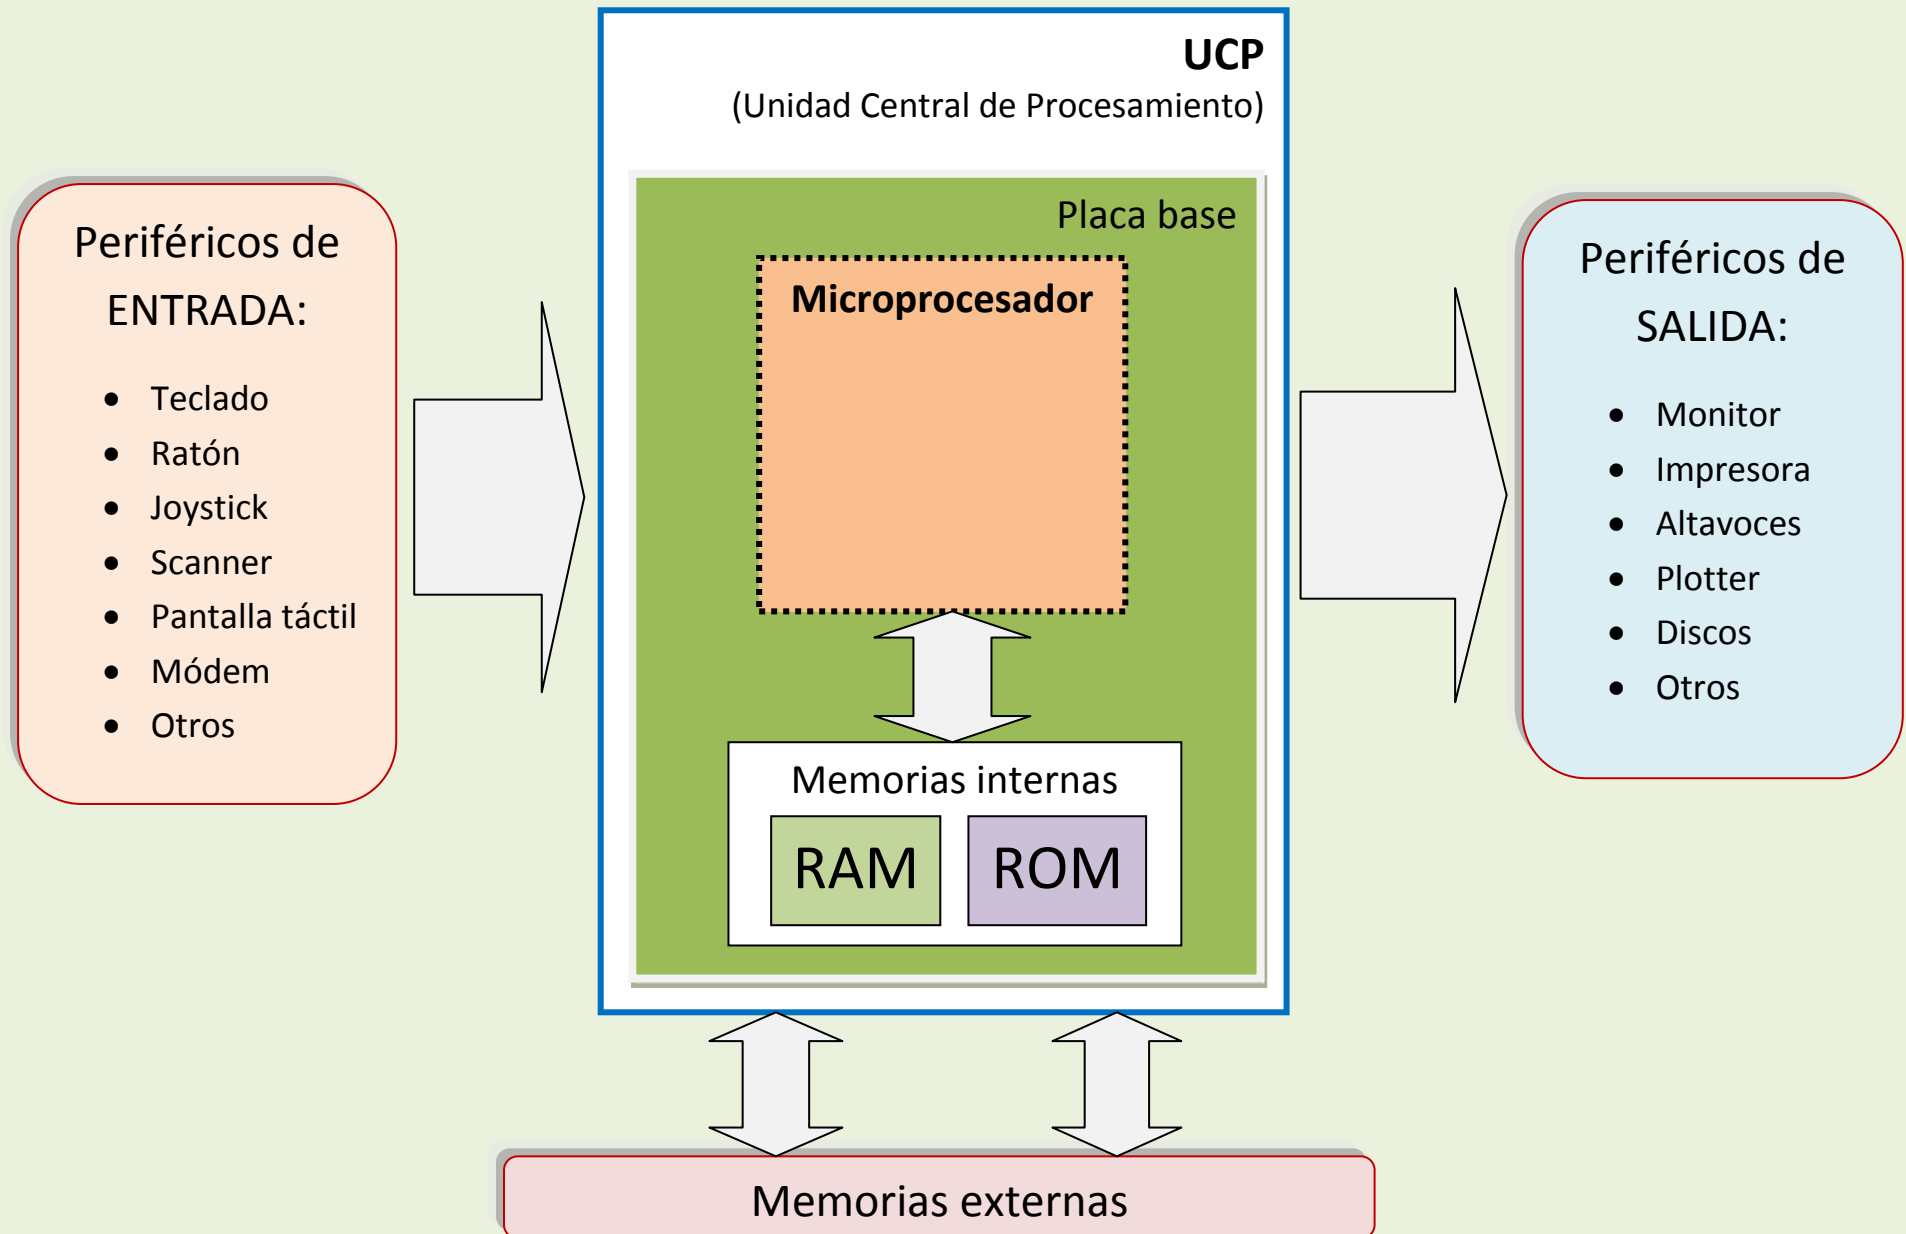 UCP
(Unidad Central de Procesamiento)
Periféricos de
ENTRADA:
• Teclado
• Ratón
• Joystick
• Scanner
• Pantalla táctil
• Módem
• Otros
Placa base
Microprocesador
Memorias internas
RAM
ROM
Periféricos de
SALIDA:
• Monitor
• Impresora
• Altavoces
• Plotter
• Discos
• Otros
Memorias externas